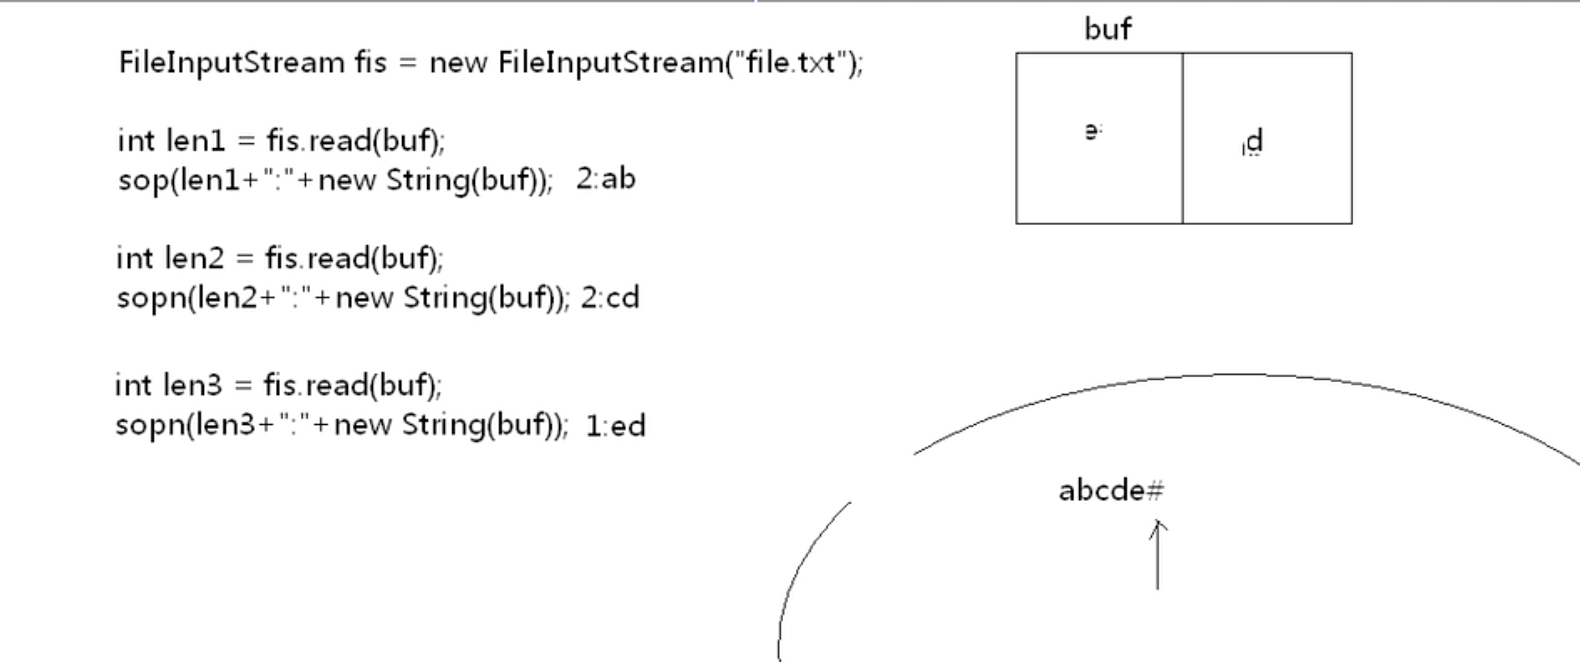 FileInputStream fis = new FileInputStream("file.txt");
int len1 = fis.read(buf);
sop(len1+":"+new String(buf)); 2:ab
int len2 = fis.read(buf);
sopn(len2+":"+new String(buf)); 2:cd
int len3 = fis.read(buf);
sopn(len3+":"+new String(buf)); 1:ed
buf
e d
abcde#